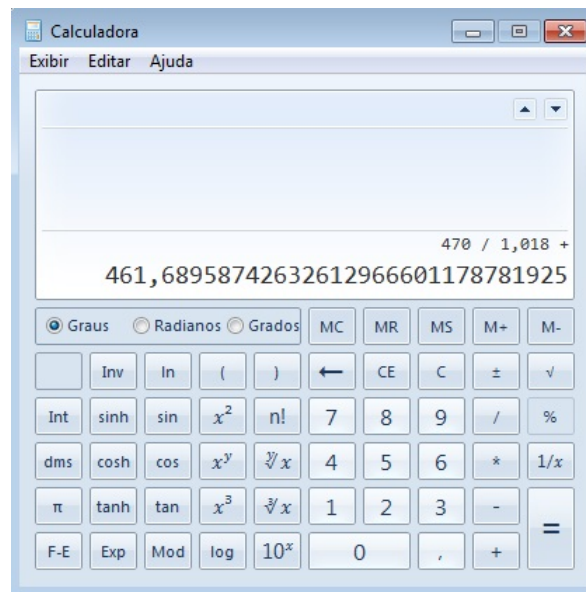 Calculadora
Exibir Editar Ajuda
470 / 1,018 +
461,68958742632612966601178781925
Graus Radianos Grados MC MR MS M+ M-
Inv ln ( ) ← CE C ± √
Int sinh sin x² n! 7 8 9 / %
dms cosh cos xʸ ʸ√x 4 5 6 * 1/x
π tanh tan x³ ³√x 1 2 3 - =
F-E Exp Mod log 10ˣ 0 , +